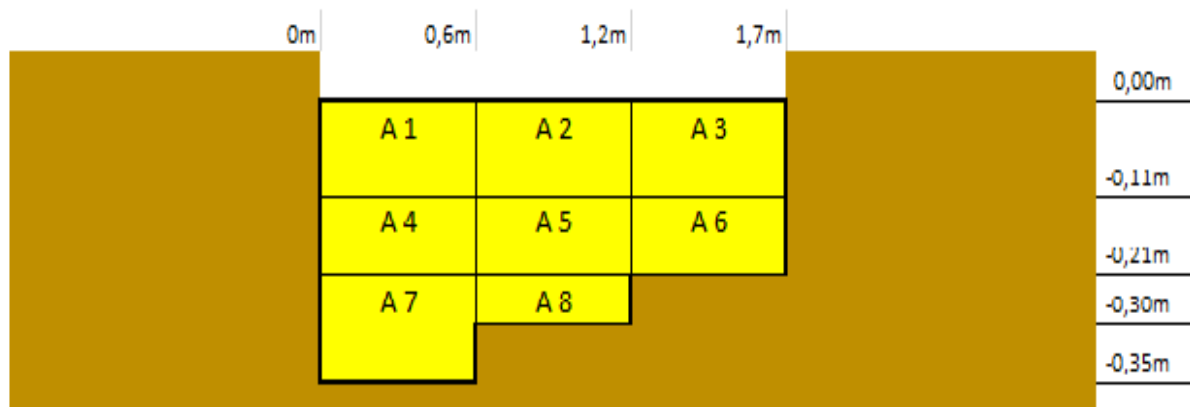 0m 0,6m 1,2m 1,7m
0,00m
A 1 A 2 A 3
-0,11m
A 4 A 5 A 6
-0,21m
A 7 A 8
-0,30m
-0,35m